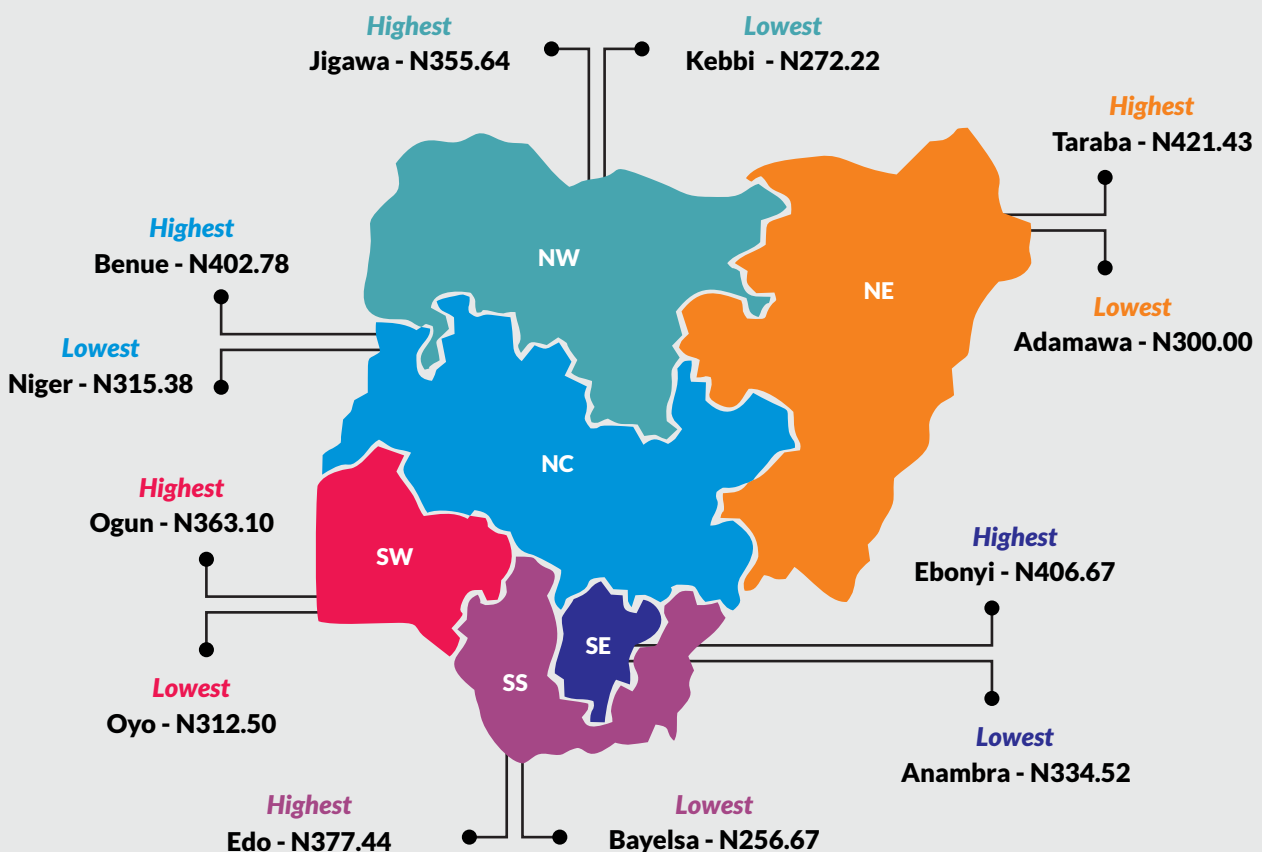 Highest
Jigawa - N355.64
Lowest
Kebbi - N272.22
Highest
Taraba - N421.43
Highest
Benue - N402.78
NW
NE
Lowest
Adamawa - N300.00
Lowest
Niger - N315.38
NC
Highest
Ogun - N363.10
SW
Highest
Ebonyi - N406.67
SE
SS
Lowest
Oyo - N312.50
Lowest
Anambra - N334.52
Highest
Edo - N377.44
Lowest
Bayelsa - N256.67